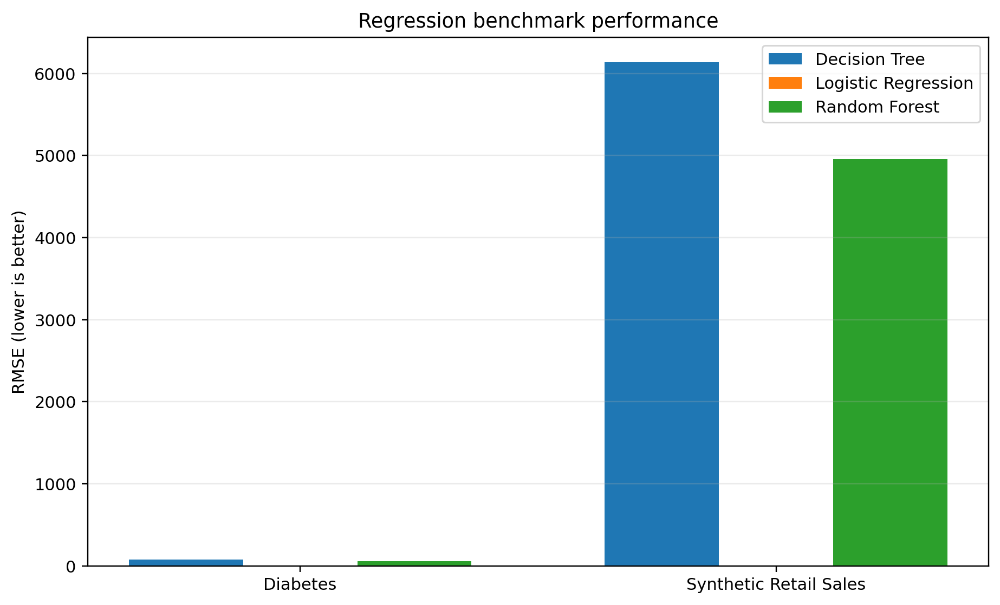 Regression benchmark performance
Decision Tree
Logistic Regression
Random Forest
RMSE (lower is better)
6000
5000
4000
3000
2000
1000
0
Diabetes
Synthetic Retail Sales